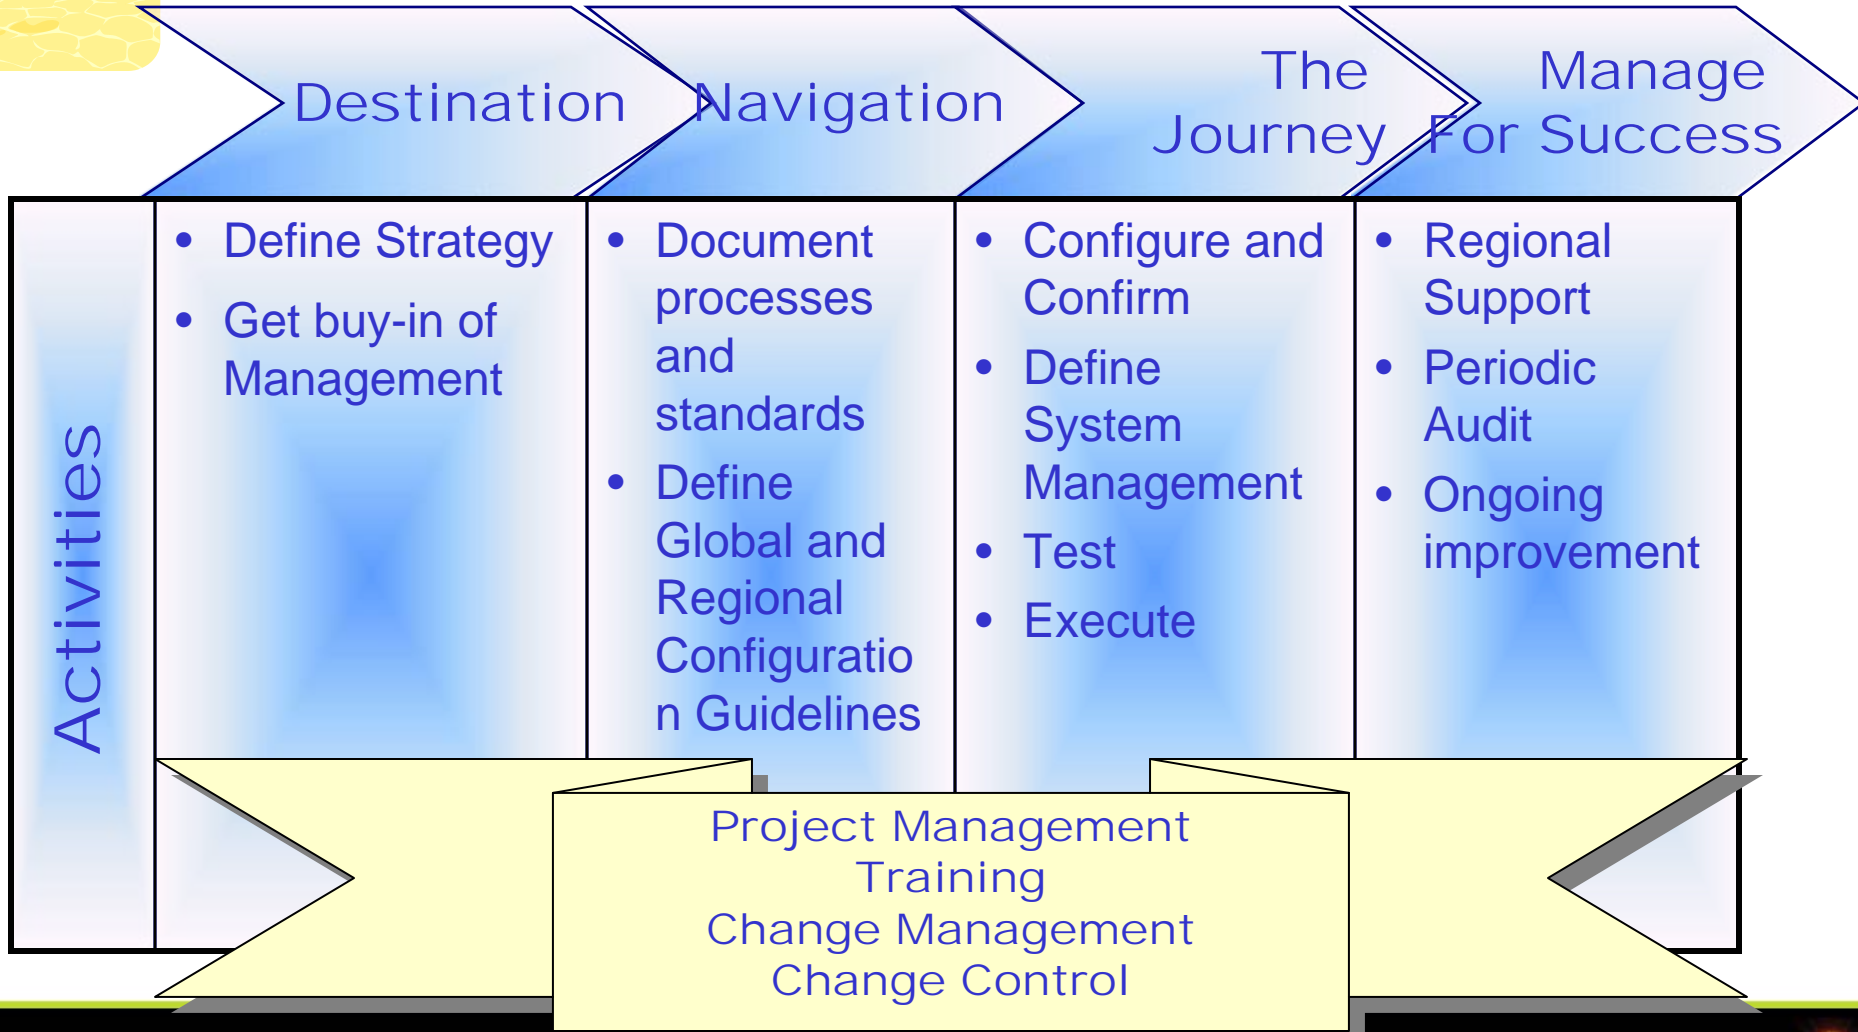 Destination
Navigation
The
Journey
Manage
For Success
Activities
• Define Strategy
• Get buy-in of
Management
• Document
processes
and
standards
• Define
Global and
Regional
Configuratio
n Guidelines
• Configure and
Confirm
• Define
System
Management
• Test
• Execute
• Regional
Support
• Periodic
Audit
• Ongoing
improvement
Project Management
Training
Change Management
Change Control